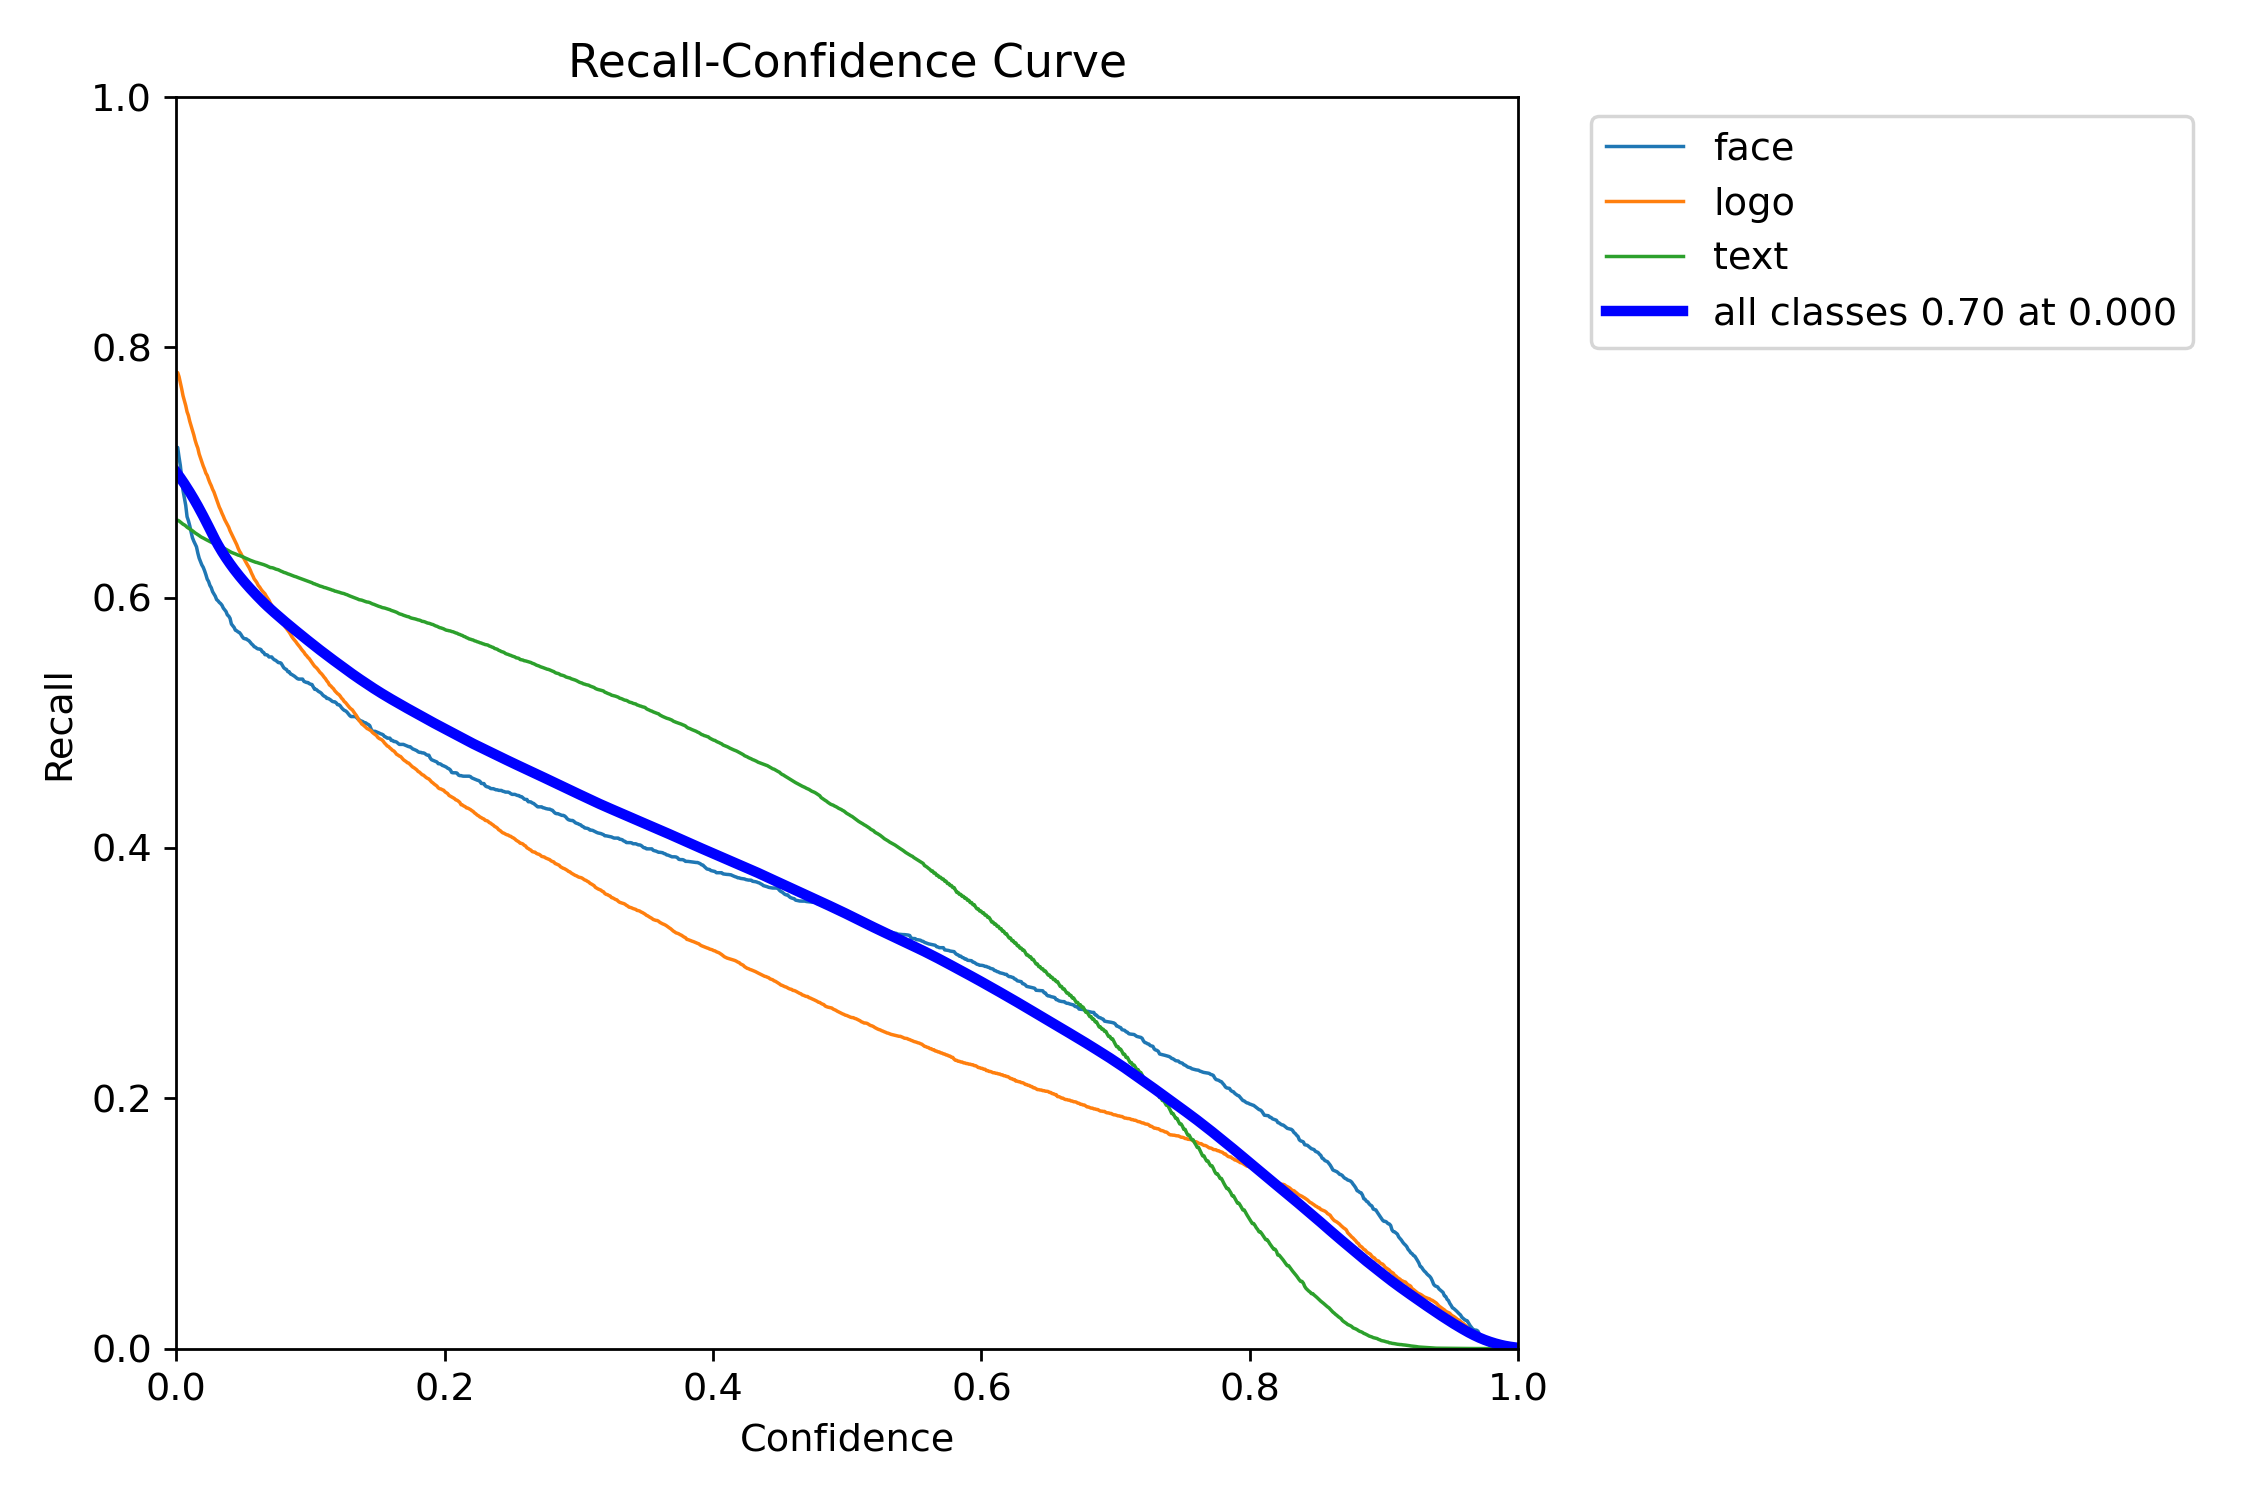 Recall-Confidence Curve
1.0
0.8
0.6
0.4
0.2
0.0
Recall
0.0 0.2 0.4 0.6 0.8 1.0
Confidence
face
logo
text
all classes 0.70 at 0.000